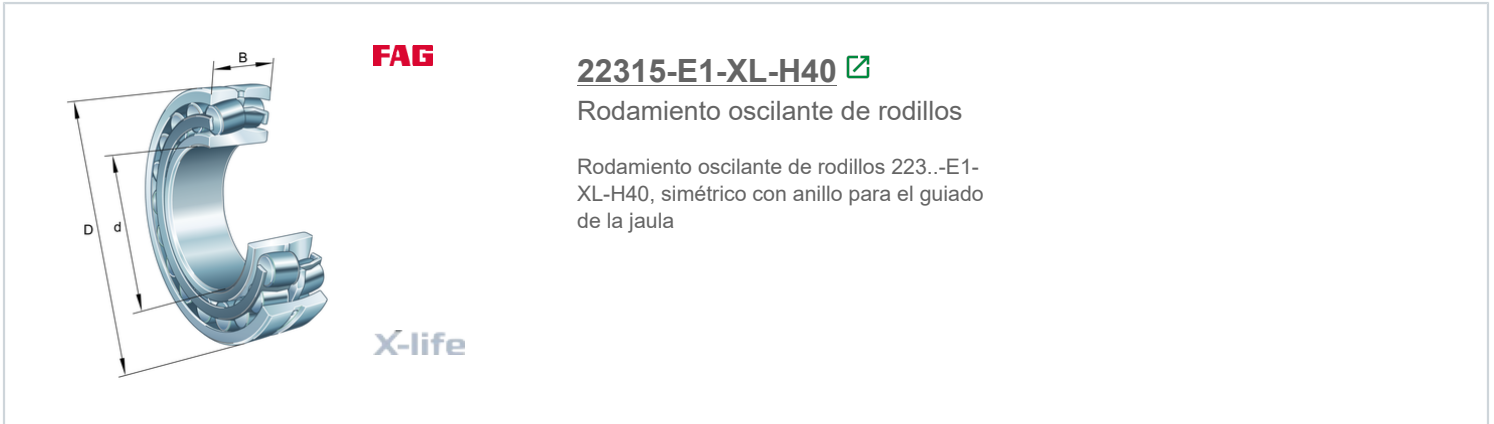 B
D
d
FAG
X-life
22315-E1-XL-H40
Rodamiento oscilante de rodillos
Rodamiento oscilante de rodillos 223..-E1-
XL-H40, simétrico con anillo para el guiado
de la jaula